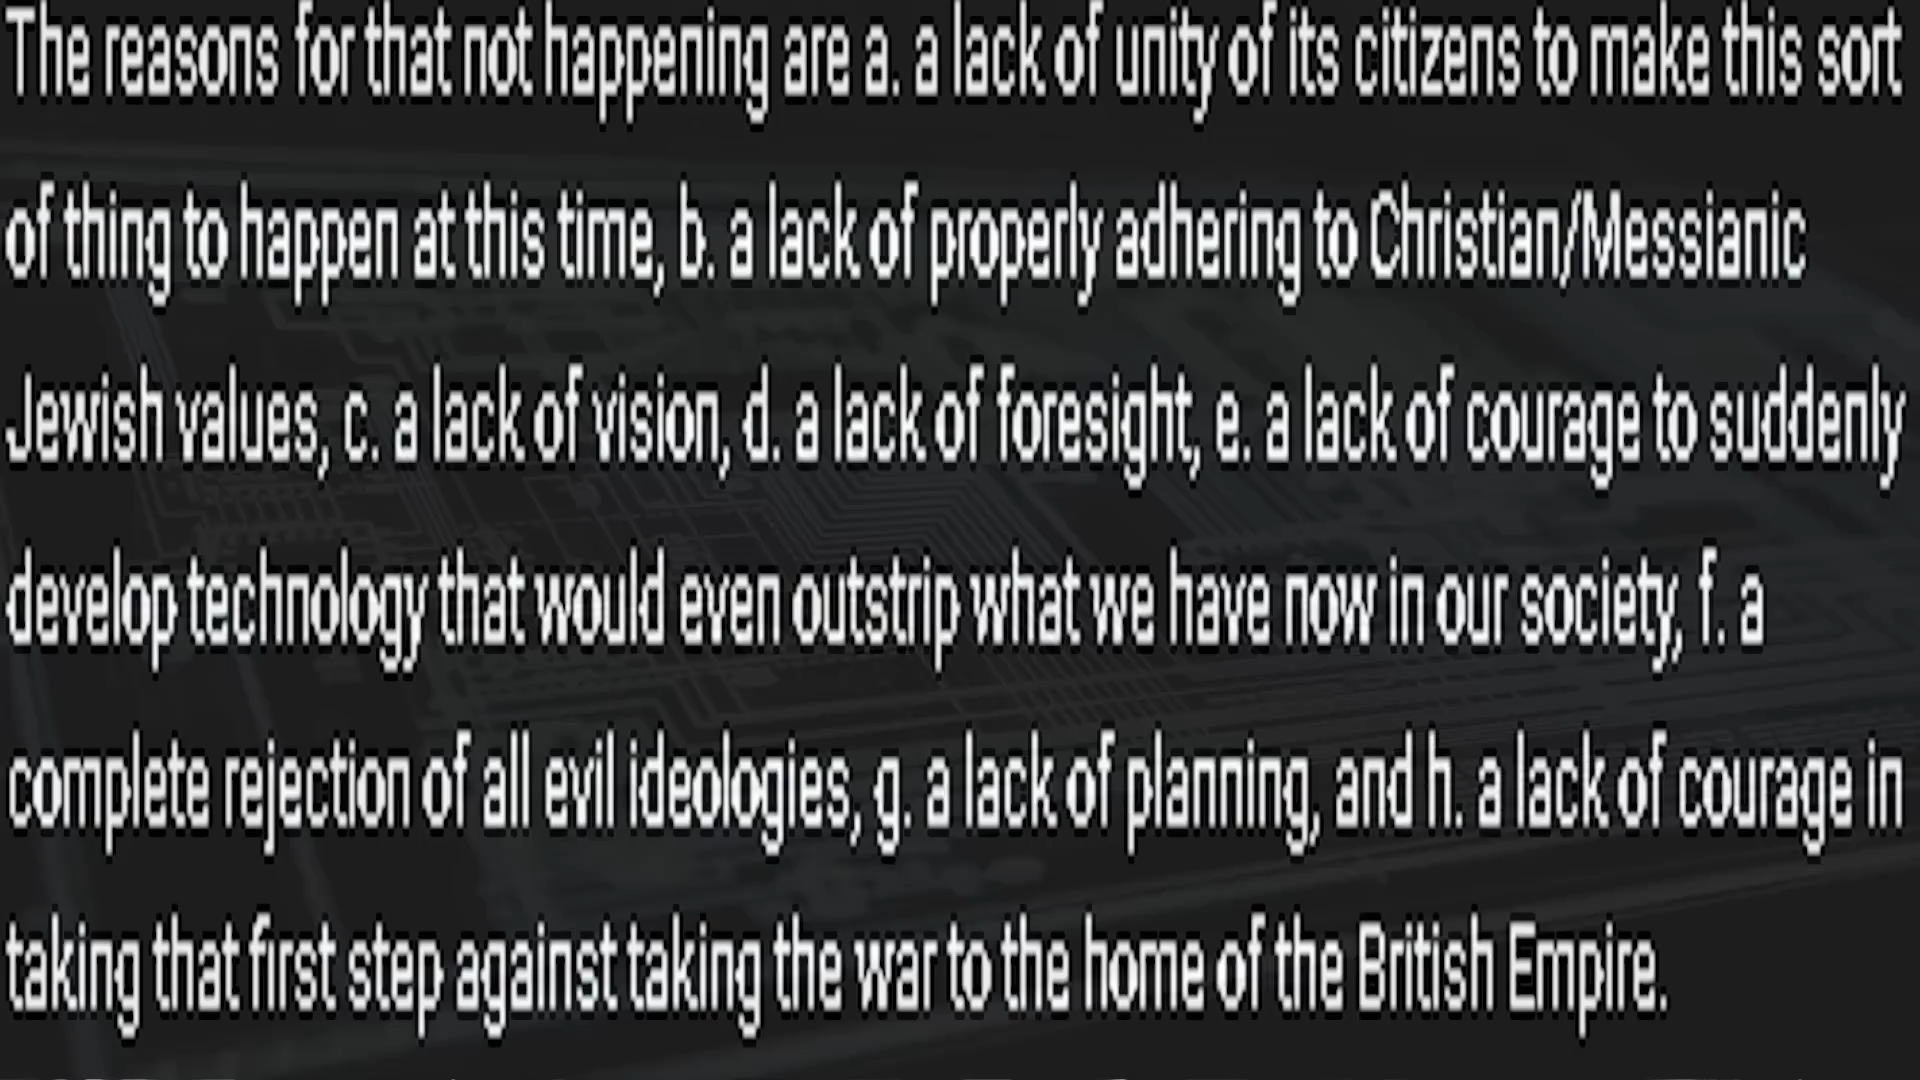 The reasons for that not happening are a. a lack of unity of its citizens to make this sort
of thing to happen at this time, b. a lack of properly adhering to Christian/Messianic
Jewish values, c. a lack of vision, d. a lack of foresight, e. a lack of courage to suddenly
develop technology that would even outstrip what we have now in our society, f. a
complete rejection of all evil ideologies, g. a lack of planning, and h. a lack of courage in
taking that first step against taking the war to the home of the British Empire.